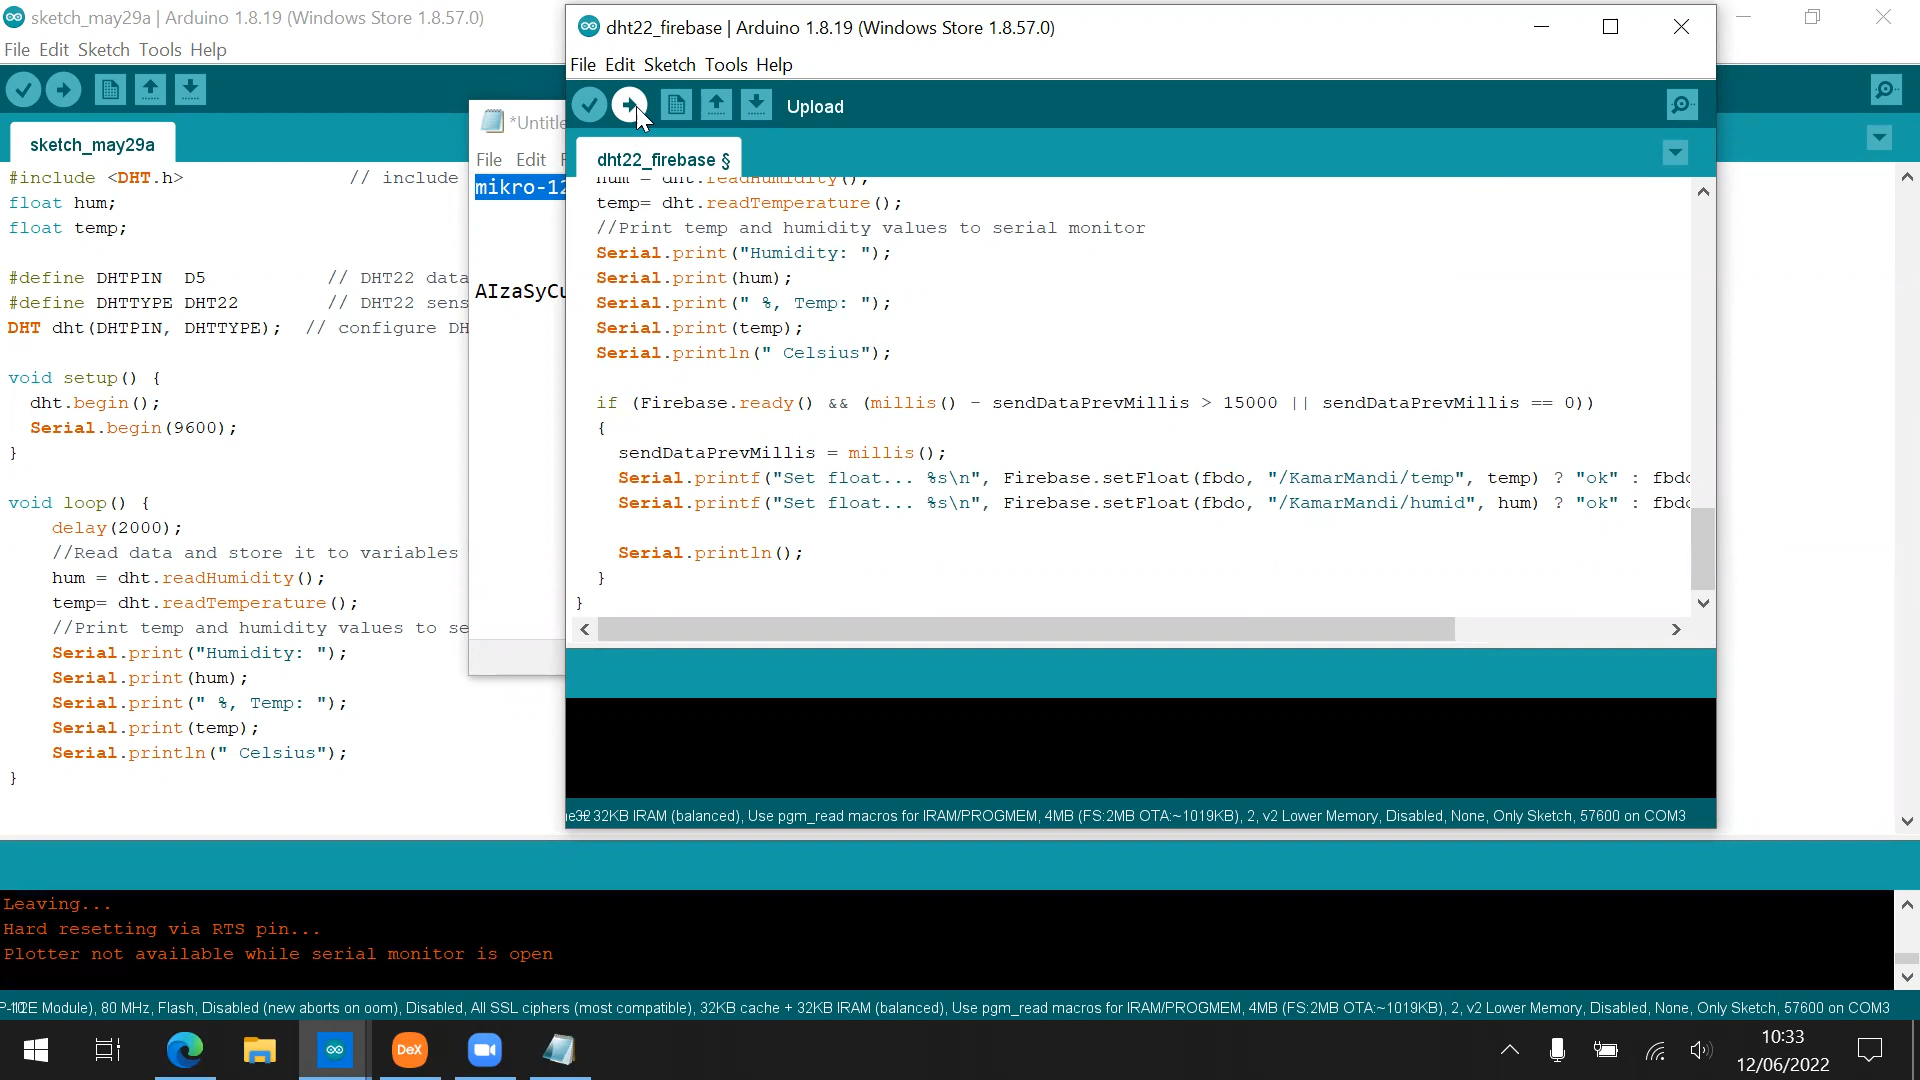 sketch_may29a | Arduino 1.8.19 (Windows Store 1.8.57.0)
File Edit Sketch Tools Help
sketch_may29a
#include <DHT.h> // include
float hum;
float temp;
#define DHTPIN D5 // DHT22 data
#define DHTTYPE DHT22 // DHT22 sens
DHT dht(DHTPIN, DHTTYPE); // configure DH
void setup() {
dht.begin();
Serial.begin(9600);
}
void loop() {
delay(2000);
//Read data and store it to variables
hum = dht.readHumidity();
temp= dht.readTemperature();
//Print temp and humidity values to se
Serial.print("Humidity: ");
Serial.print(hum);
Serial.print(" %, Temp: ");
Serial.print(temp);
Serial.println(" Celsius");
}
*Untitle
File Edit F
mikro-12
AIzaSyCu
dht22_firebase | Arduino 1.8.19 (Windows Store 1.8.57.0)
File Edit Sketch Tools Help
Upload
dht22_firebase §
hum = dht.readHumidity();
temp= dht.readTemperature();
//Print temp and humidity values to serial monitor
Serial.print("Humidity: ");
Serial.print(hum);
Serial.print(" %, Temp: ");
Serial.print(temp);
Serial.println(" Celsius");
if (Firebase.ready() && (millis() - sendDataPrevMillis > 15000 || sendDataPrevMillis == 0))
{
sendDataPrevMillis = millis();
Serial.printf("Set float... %s\n", Firebase.setFloat(fbdo, "/KamarMandi/temp", temp) ? "ok" : fbdo
Serial.printf("Set float... %s\n", Firebase.setFloat(fbdo, "/KamarMandi/humid", hum) ? "ok" : fbdo
Serial.println();
}
}
32KB IRAM (balanced), Use pgm_read macros for IRAM/PROGMEM, 4MB (FS:2MB OTA:~1019KB), 2, v2 Lower Memory, Disabled, None, Only Sketch, 57600 on COM3
Leaving...
Hard resetting via RTS pin...
Plotter not available while serial monitor is open
Module), 80 MHz, Flash, Disabled (new aborts on oom), Disabled, All SSL ciphers (most compatible), 32KB cache + 32KB IRAM (balanced), Use pgm_read macros for IRAM/PROGMEM, 4MB (FS:2MB OTA:~1019KB), 2, v2 Lower Memory, Disabled, None, Only Sketch, 57600 on COM3
DeX
10:33
12/06/2022